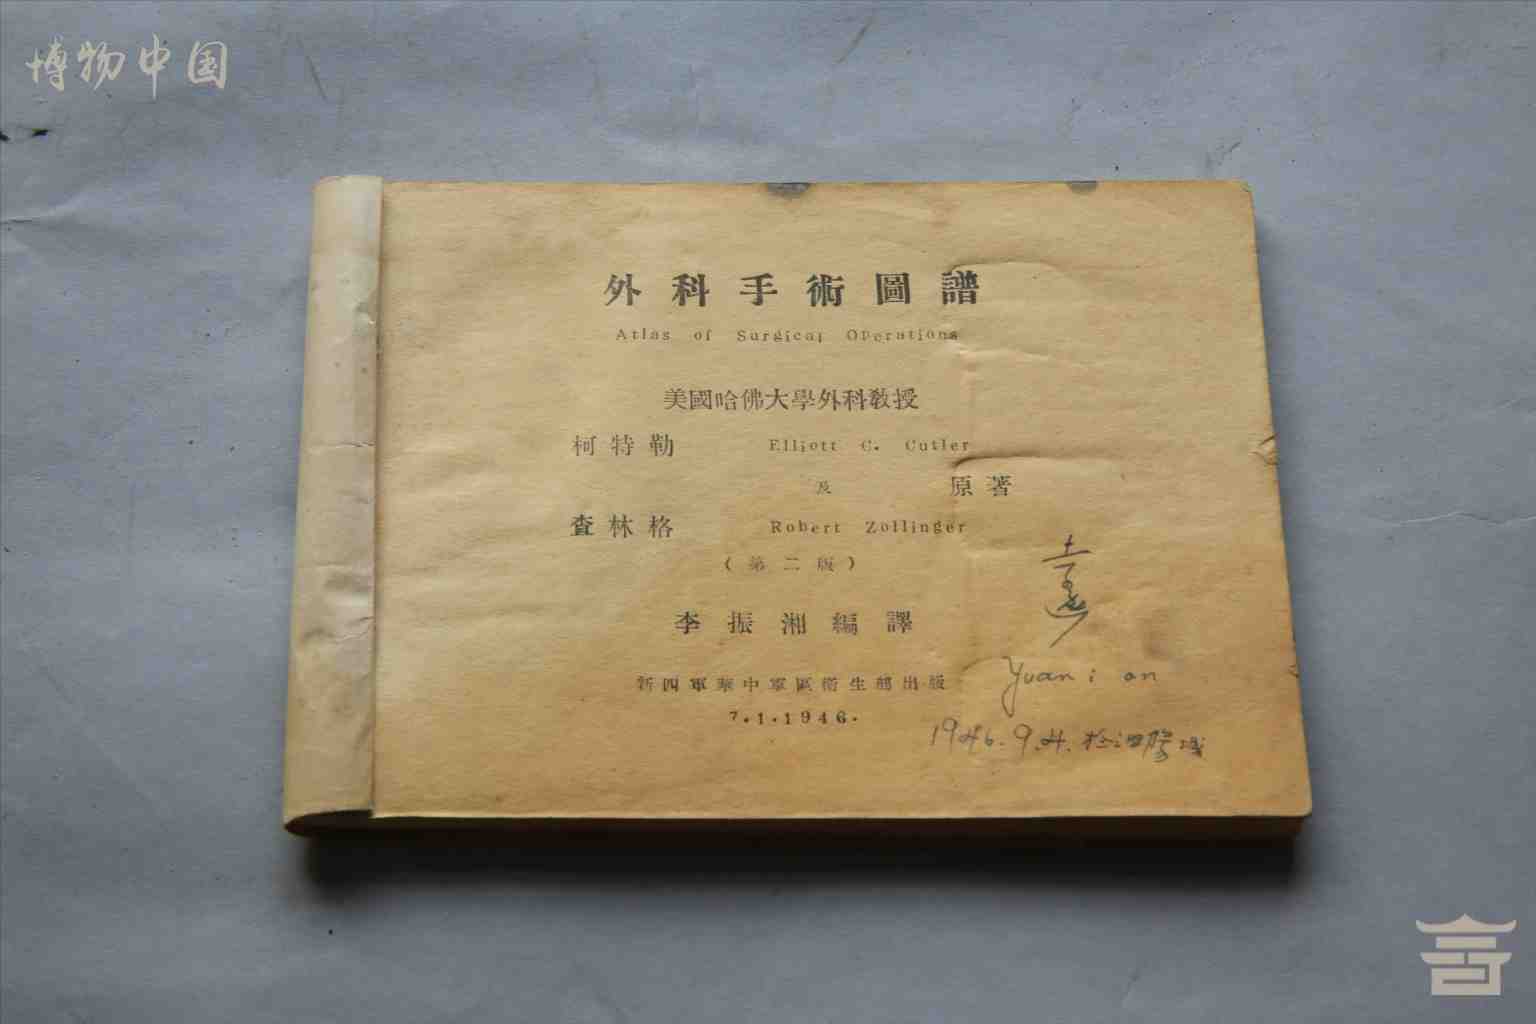 博物中国
外科手術圖譜
Atlas of Surgical Operations
美國哈佛大學外科教授
柯特勒 Elliott C. Cutler
及 原著
查林格 Robert Zollinger
(第二版)
李振湘編譯
新四軍華中軍區衛生部出版
7.1.1946.
Yuan i an
1946.9.4.